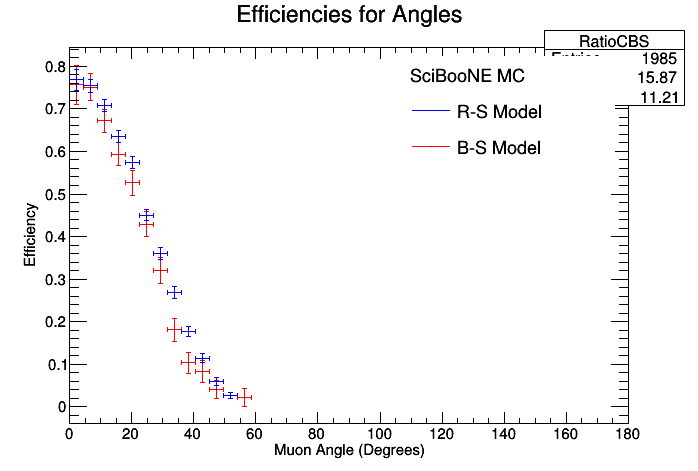 Efficiencies for Angles
RatioCBS
1985
15.87
11.21
SciBooNE MC
R-S Model
B-S Model
Efficiency
0.8
0.7
0.6
0.5
0.4
0.3
0.2
0.1
0
0 20 40 60 80 100 120 140 160 180
Muon Angle (Degrees)